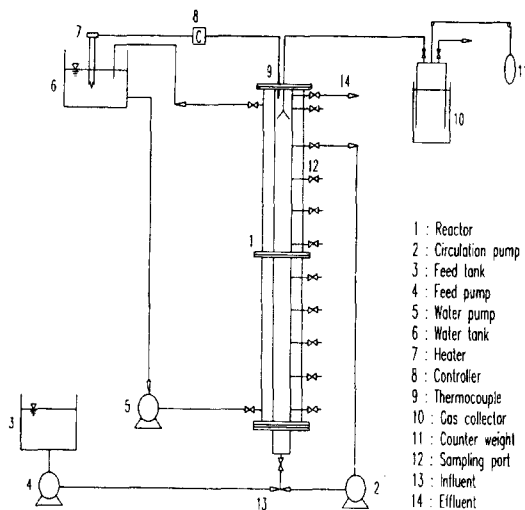 8
7
C
9
14
6
11
10
12
1
1 : Reactor
2 : Circulation pump
3 : Feed tank
4 : Feed pump
5 : Water pump
6 : Water tank
7 : Heater
8 : Controller
9 : Thermocouple
10 : Gas collector
11 : Counter weight
12 : Sampling port
13 : Influent
14 : Effluent
5
3
4
13
2